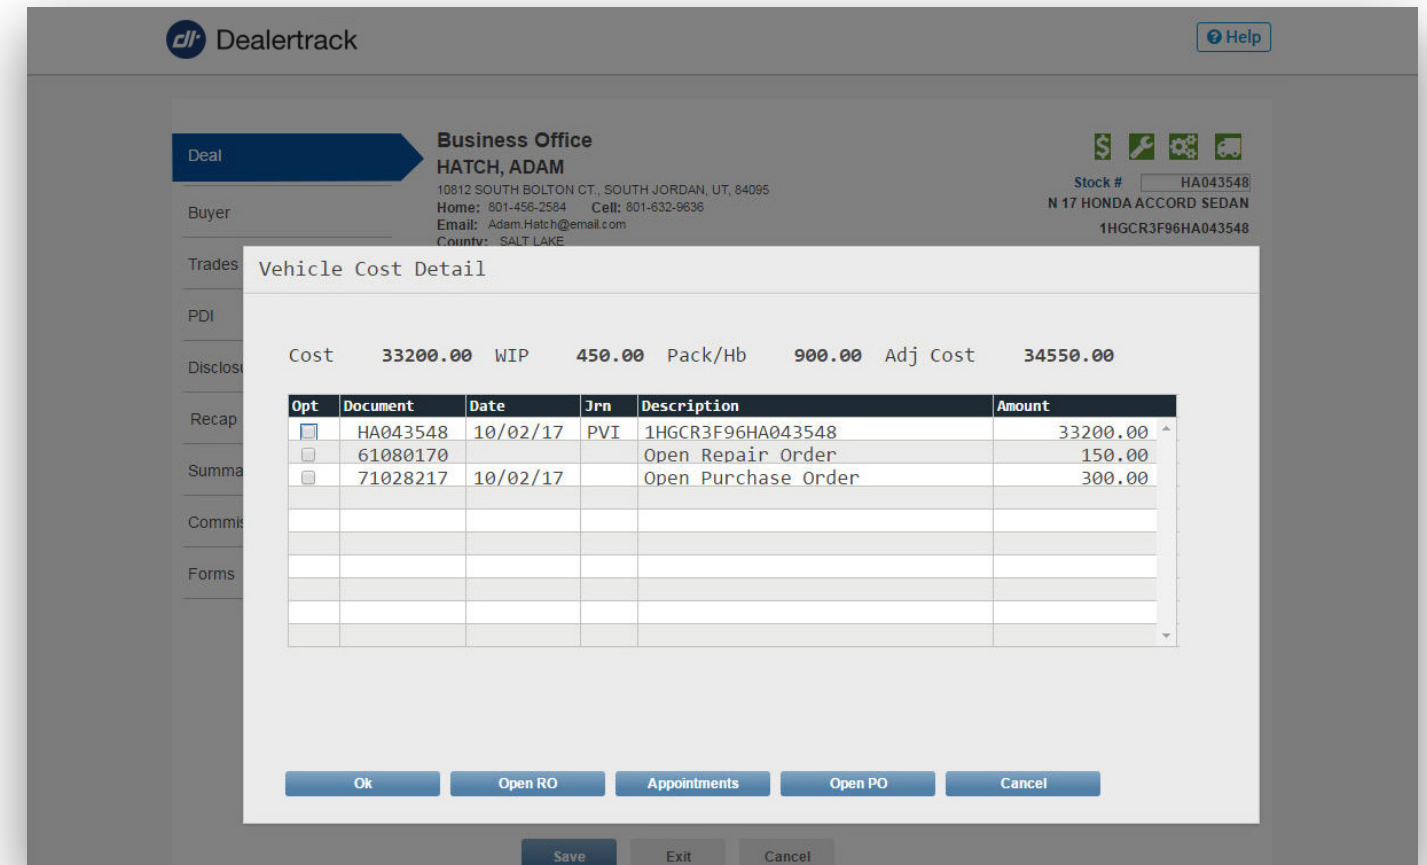 Dealertrack
Help
Deal
Buyer
Trades
PDI
Recap
Forms
Business Office
HATCH, ADAM
10812 SOUTH BOLTON CT., SOUTH JORDAN, UT, 84095
Home: 801-456-2584 Cell: 801-632-9636
Email: Adam.Hatch@email.com
County: SALT LAKE
Stock # HA043548
N 17 HONDA ACCORD SEDAN
1HGCR3F96HA043548
Vehicle Cost Detail
Cost 33200.00 WIP 450.00 Pack/Hb 900.00 Adj Cost 34550.00
Opt Document Date Jrn Description Amount
HA043548 10/02/17 PVI 1HGCR3F96HA043548 33200.00
61080170 Open Repair Order 150.00
71028217 10/02/17 Open Purchase Order 300.00
Ok Open RO Appointments Open PO Cancel
Save Exit Cancel